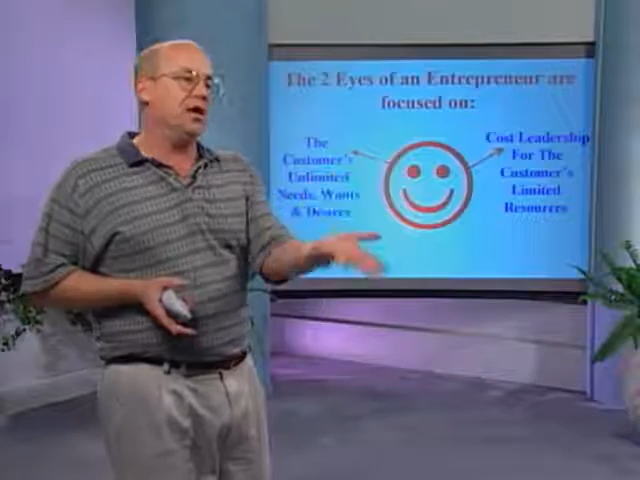 The 2 Eyes of an Entrepreneur are
focused on:
The
Customer's
Unlimited
Needs, Wants
& Desires
Cost Leadership
For The
Customer's
Limited
Resources